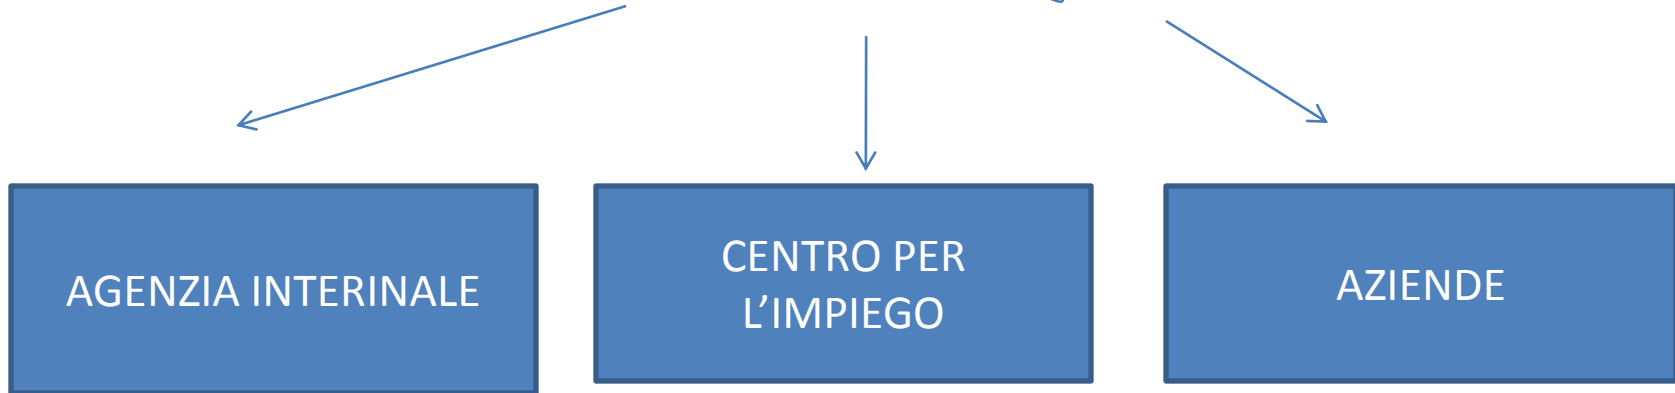 AGENZIA INTERINALE
CENTRO PER
L’IMPIEGO
AZIENDE